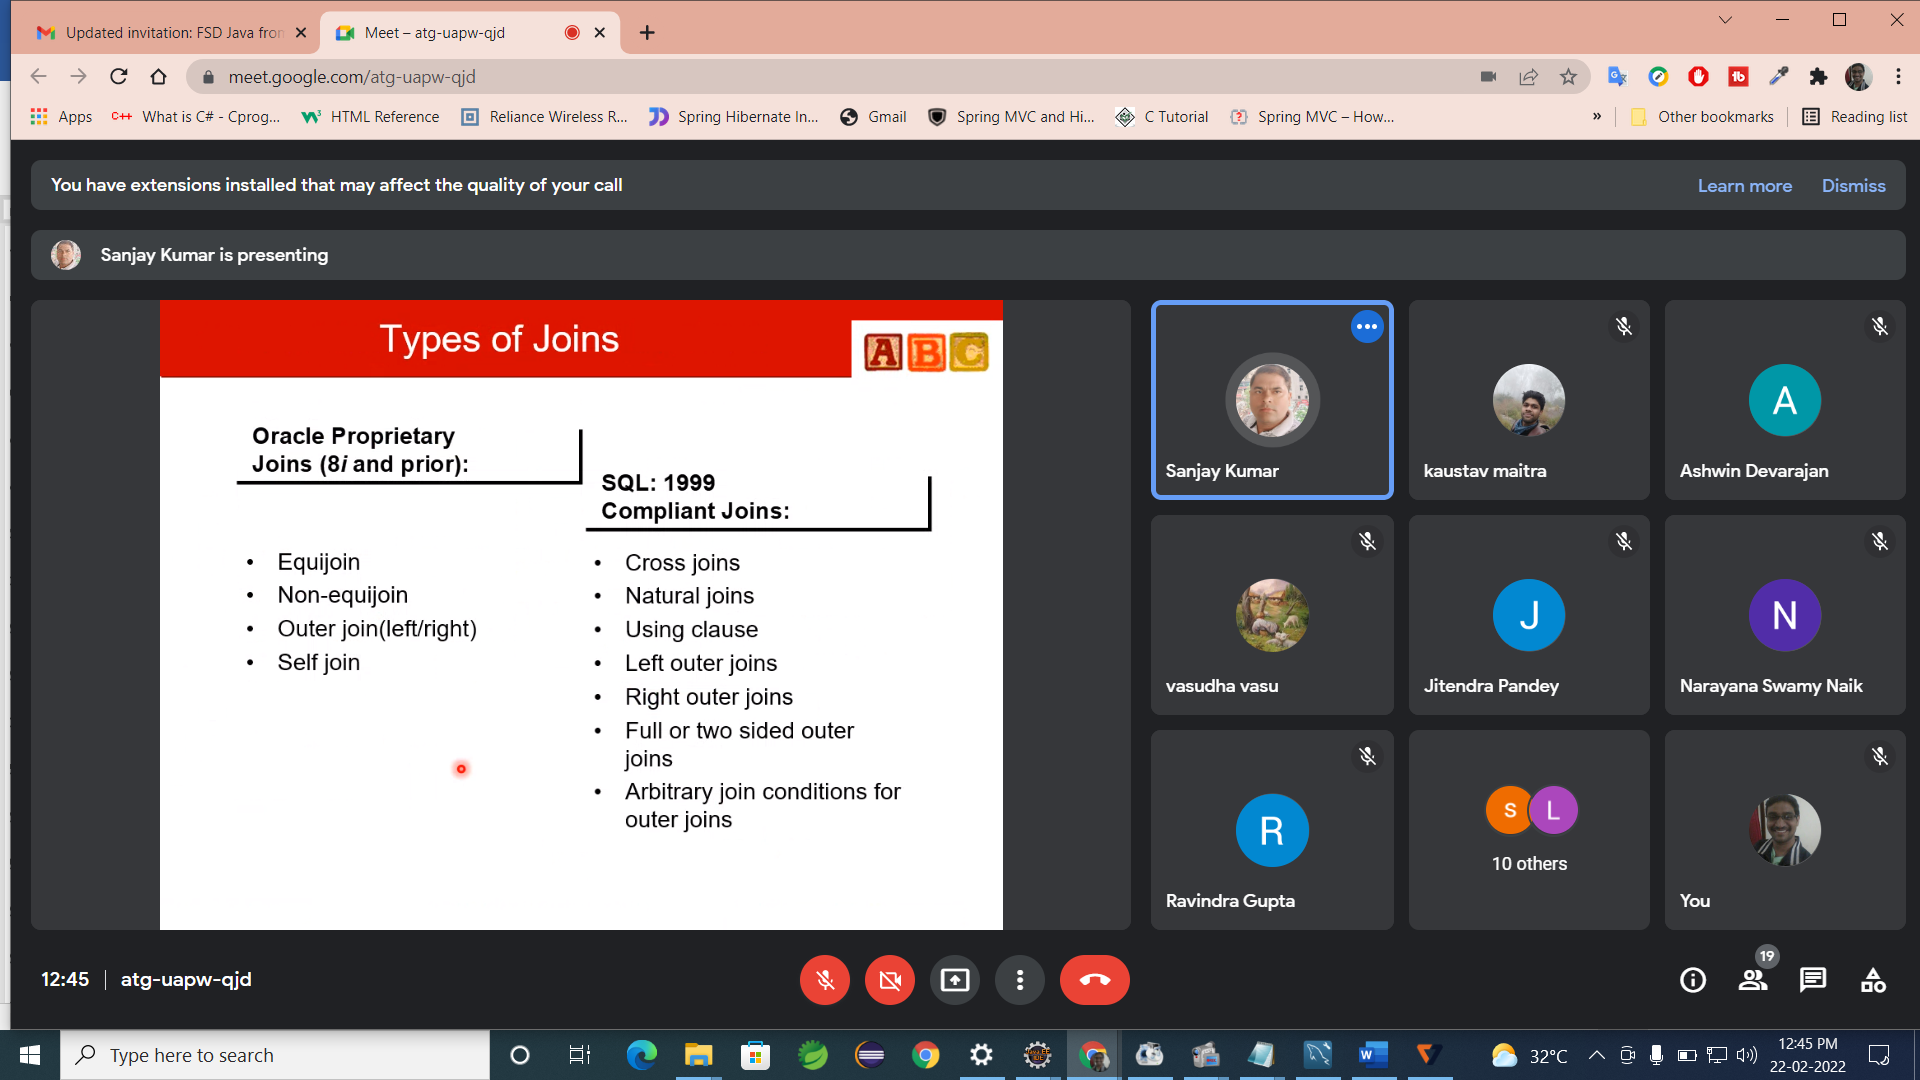 Updated invitation: FSD Java fron
Meet – atg-uapw-qjd
meet.google.com/atg-uapw-qjd
Apps
C++ What is C# - Cprog...
W3 HTML Reference
Reliance Wireless R...
Spring Hibernate In...
Gmail
Spring MVC and Hi...
C Tutorial
Spring MVC – How...
»
Other bookmarks
Reading list
You have extensions installed that may affect the quality of your call
Learn more
Dismiss
Sanjay Kumar is presenting
Types of Joins
A B C
Oracle Proprietary
Joins (8i and prior):
SQL: 1999
Compliant Joins:
• Equijoin
• Non-equijoin
• Outer join(left/right)
• Self join
• Cross joins
• Natural joins
• Using clause
• Left outer joins
• Right outer joins
• Full or two sided outer
joins
• Arbitrary join conditions for
outer joins
Sanjay Kumar
kaustav maitra
A
Ashwin Devarajan
vasudha vasu
J
Jitendra Pandey
N
Narayana Swamy Naik
R
Ravindra Gupta
S L
10 others
You
12:45 | atg-uapw-qjd
19
Type here to search
32°C
12:45 PM
22-02-2022